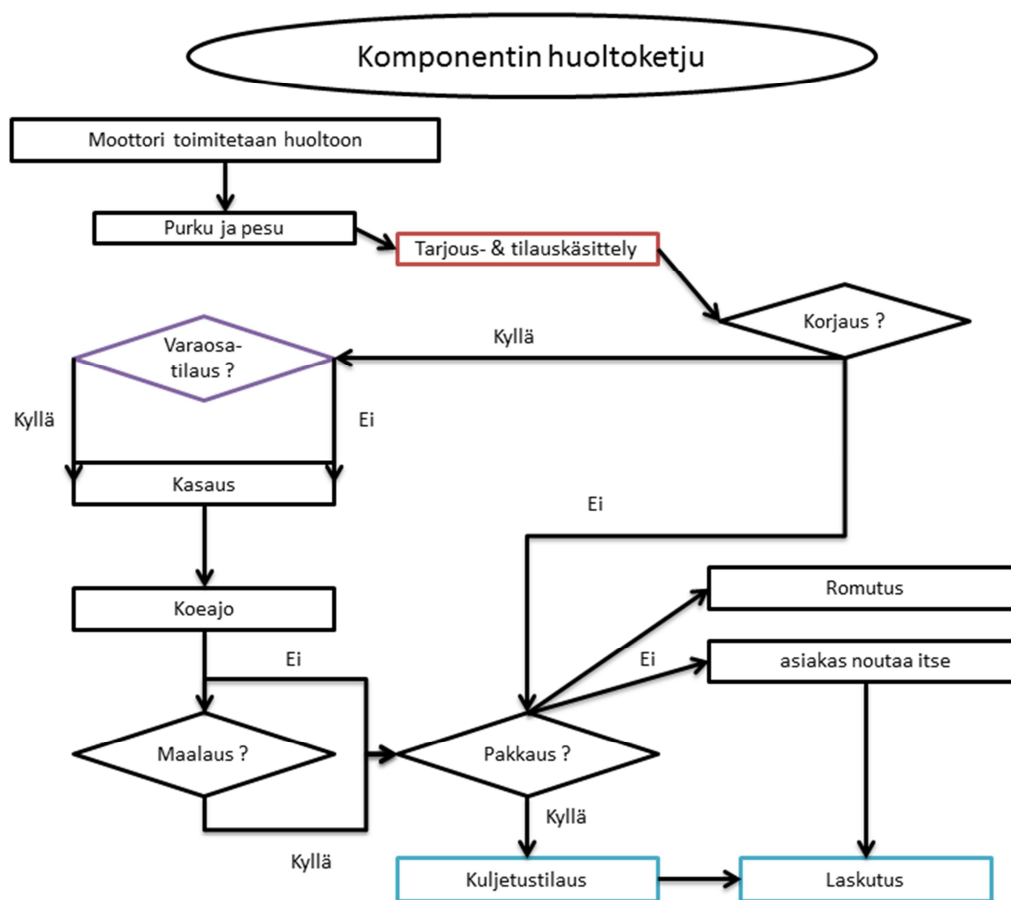 Komponentin huoltoketju
Moottori toimitetaan huoltoon
Purku ja pesu
Tarjous- & tilauskäsittely
Korjaus ?
Kyllä
Varaosa-
tilaus ?
Kyllä
Ei
Kasaus
Ei
Koeajo
Romutus
Ei
Ei
asiakas noutaa itse
Maalaus ?
Pakkaus ?
Kyllä
Kyllä
Kuljetustilaus
Laskutus